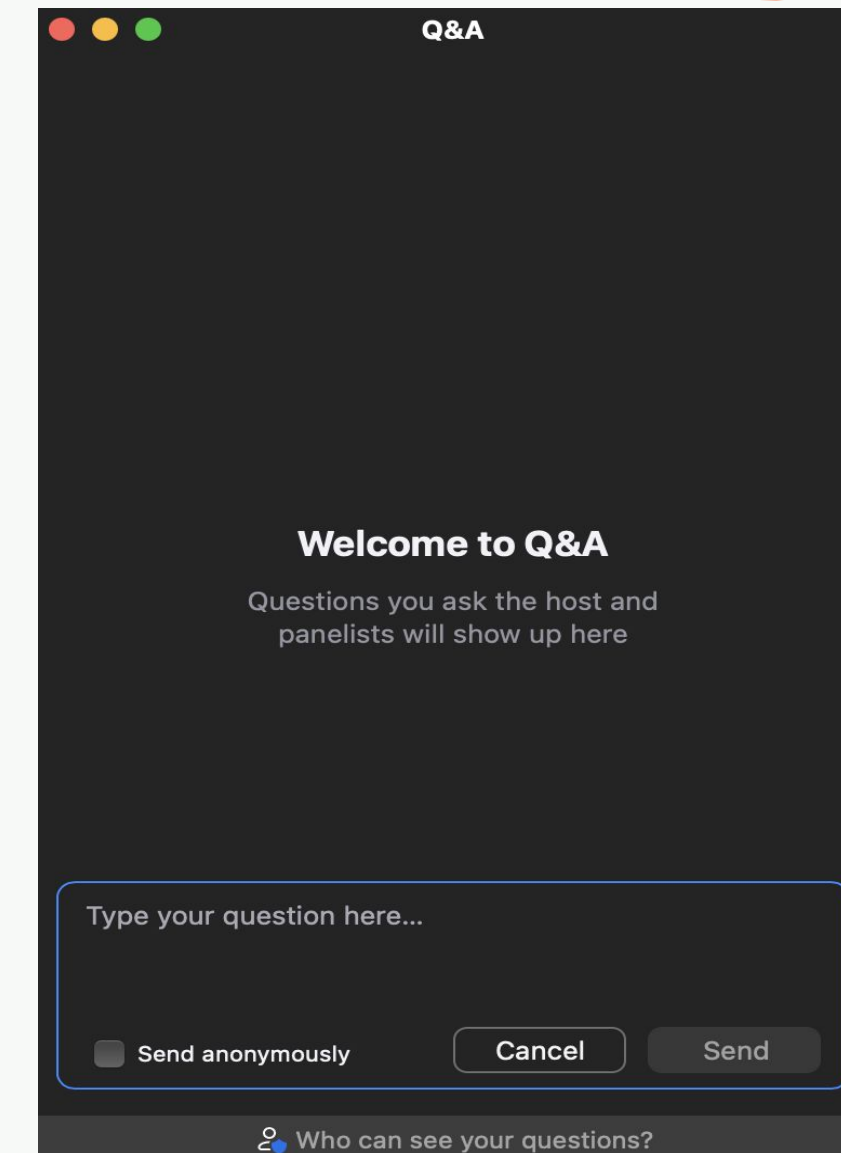 Q&A
Welcome to Q&A
Questions you ask the host and
panelists will show up here
Type your question here...
Send anonymously
Cancel
Send
Who can see your questions?